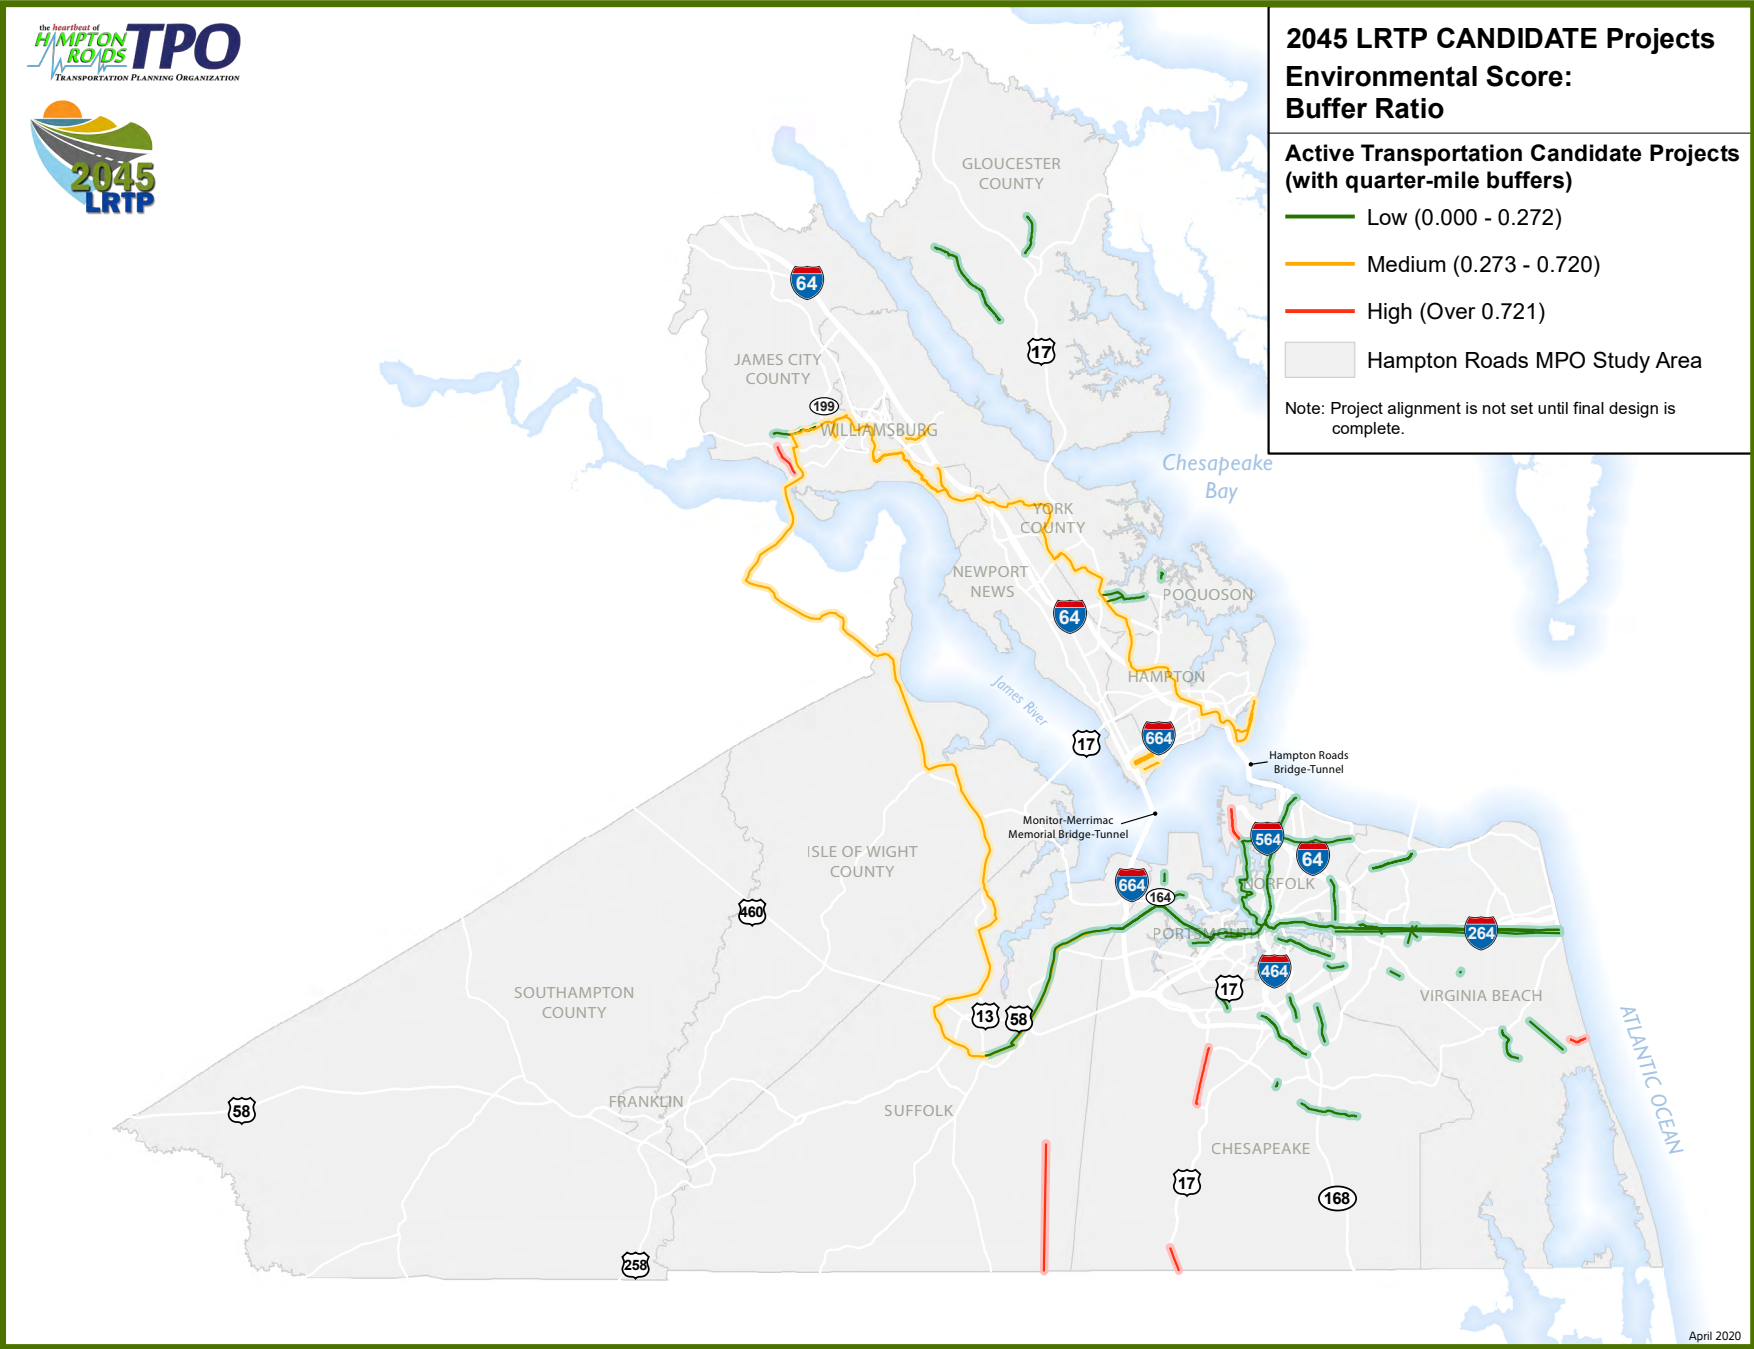 the heartbeat of
HAMPTON
ROADS
TPO
TRANSPORTATION PLANNING ORGANIZATION
2045
LRTP
2045 LRTP CANDIDATE Projects
Environmental Score:
Buffer Ratio
Active Transportation Candidate Projects
(with quarter-mile buffers)
Low (0.000 - 0.272)
Medium (0.273 - 0.720)
High (Over 0.721)
Hampton Roads MPO Study Area
Note: Project alignment is not set until final design is
complete.
GLOUCESTER
COUNTY
64
17
JAMES CITY
COUNTY
199
WILLIAMSBURG
Chesapeake
Bay
YORK
COUNTY
NEWPORT
NEWS
POQUOSON
64
HAMPTON
James River
17
664
Hampton Roads
Bridge-Tunnel
Monitor-Merrimac
Memorial Bridge-Tunnel
564
64
ISLE OF WIGHT
COUNTY
664
164
NORFOLK
460
PORTSMOUTH
264
464
17
VIRGINIA BEACH
SOUTHAMPTON
COUNTY
13
58
ATLANTIC OCEAN
58
FRANKLIN
SUFFOLK
CHESAPEAKE
17
168
258
April 2020